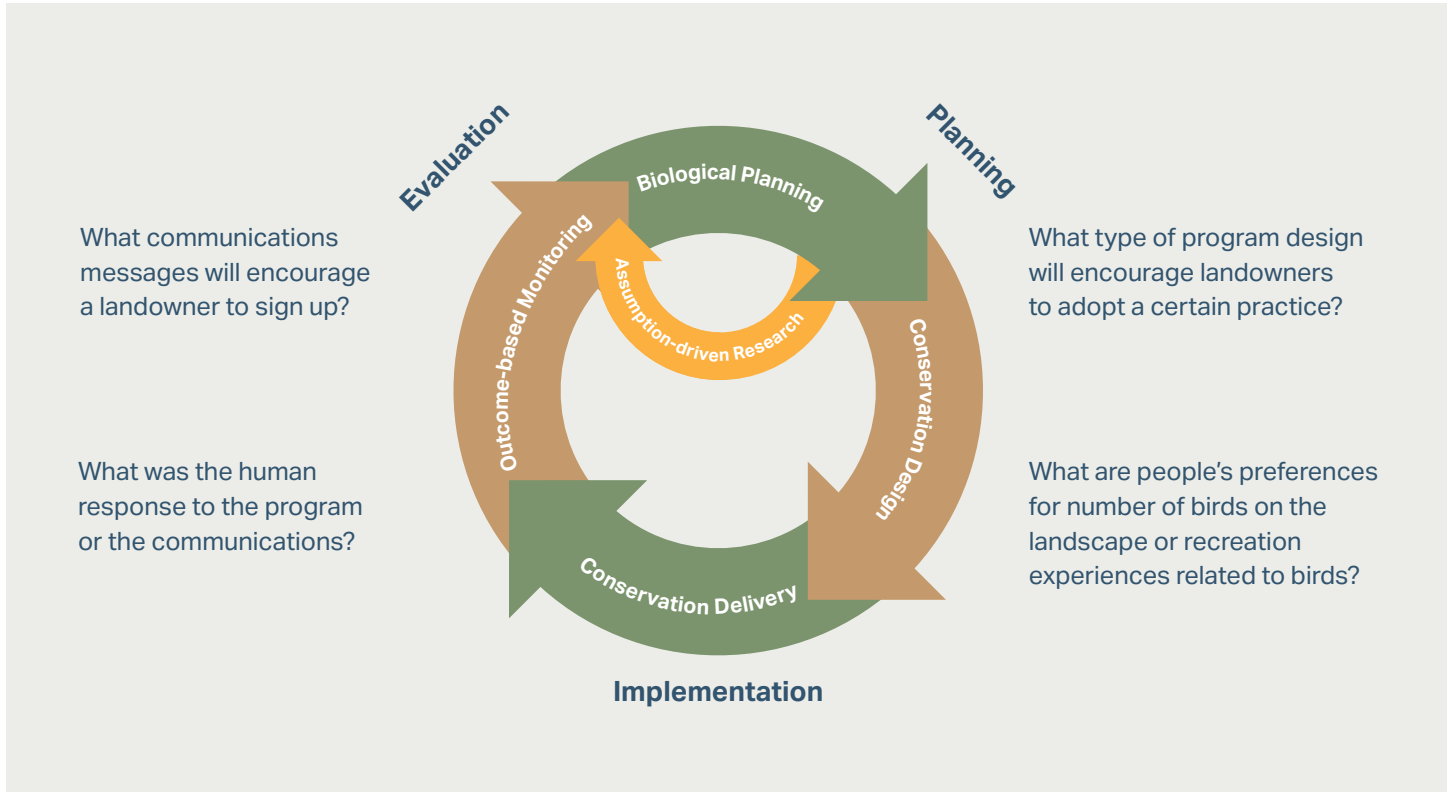 Evaluation
Planning
What communications
messages will encourage
a landowner to sign up?
What was the human
response to the program
or the communications?
Biological Planning
Outcome-based Monitoring
Assumption-driven Research
Conservation Design
Conservation Delivery
Implementation
What type of program design
will encourage landowners
to adopt a certain practice?
What are people’s preferences
for number of birds on the
landscape or recreation
experiences related to birds?